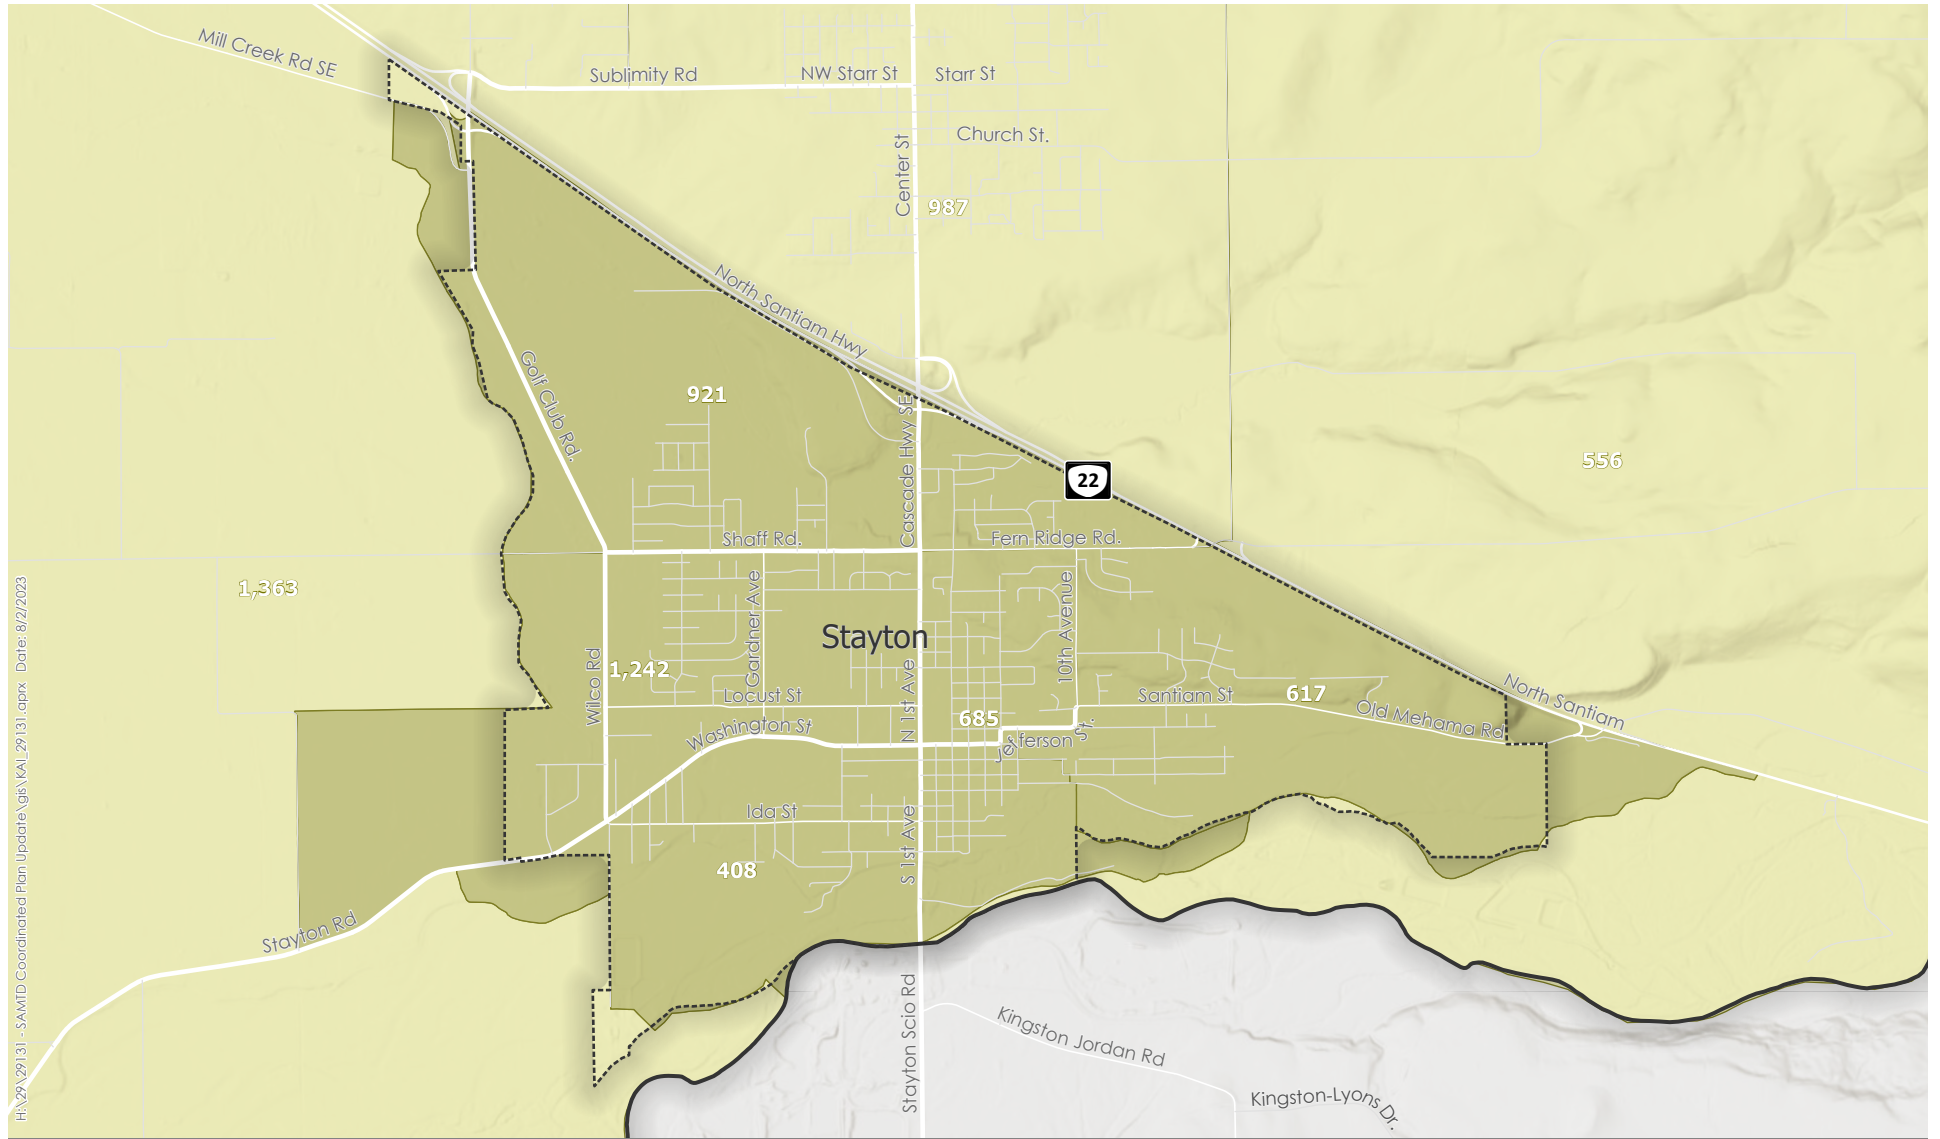 Mill Creek Rd SE
Sublimity Rd
NW Starr St
Starr St
Church St.
Center St
987
North Santiam Hwy
Golf Club Rd.
921
Cascade Hwy SE
22
556
Shaff Rd.
Fern Ridge Rd.
1,363
Gardner Ave
10th Avenue
Stayton
Wilco Rd
1,242
N 1st Ave
Locust St
Santiam St
617
North Santiam
685
Old Mehama Rd
Washington St
Jefferson St.
Ida St
S 1st Ave
408
Stayton Rd
Stayton Scio Rd
Kingston Jordan Rd
Kingston-Lyons Dr.
H:\29\29131 - SAMTD Coordinated Plan Update\gis\KAI_29131.aprx Date: 8/2/2023